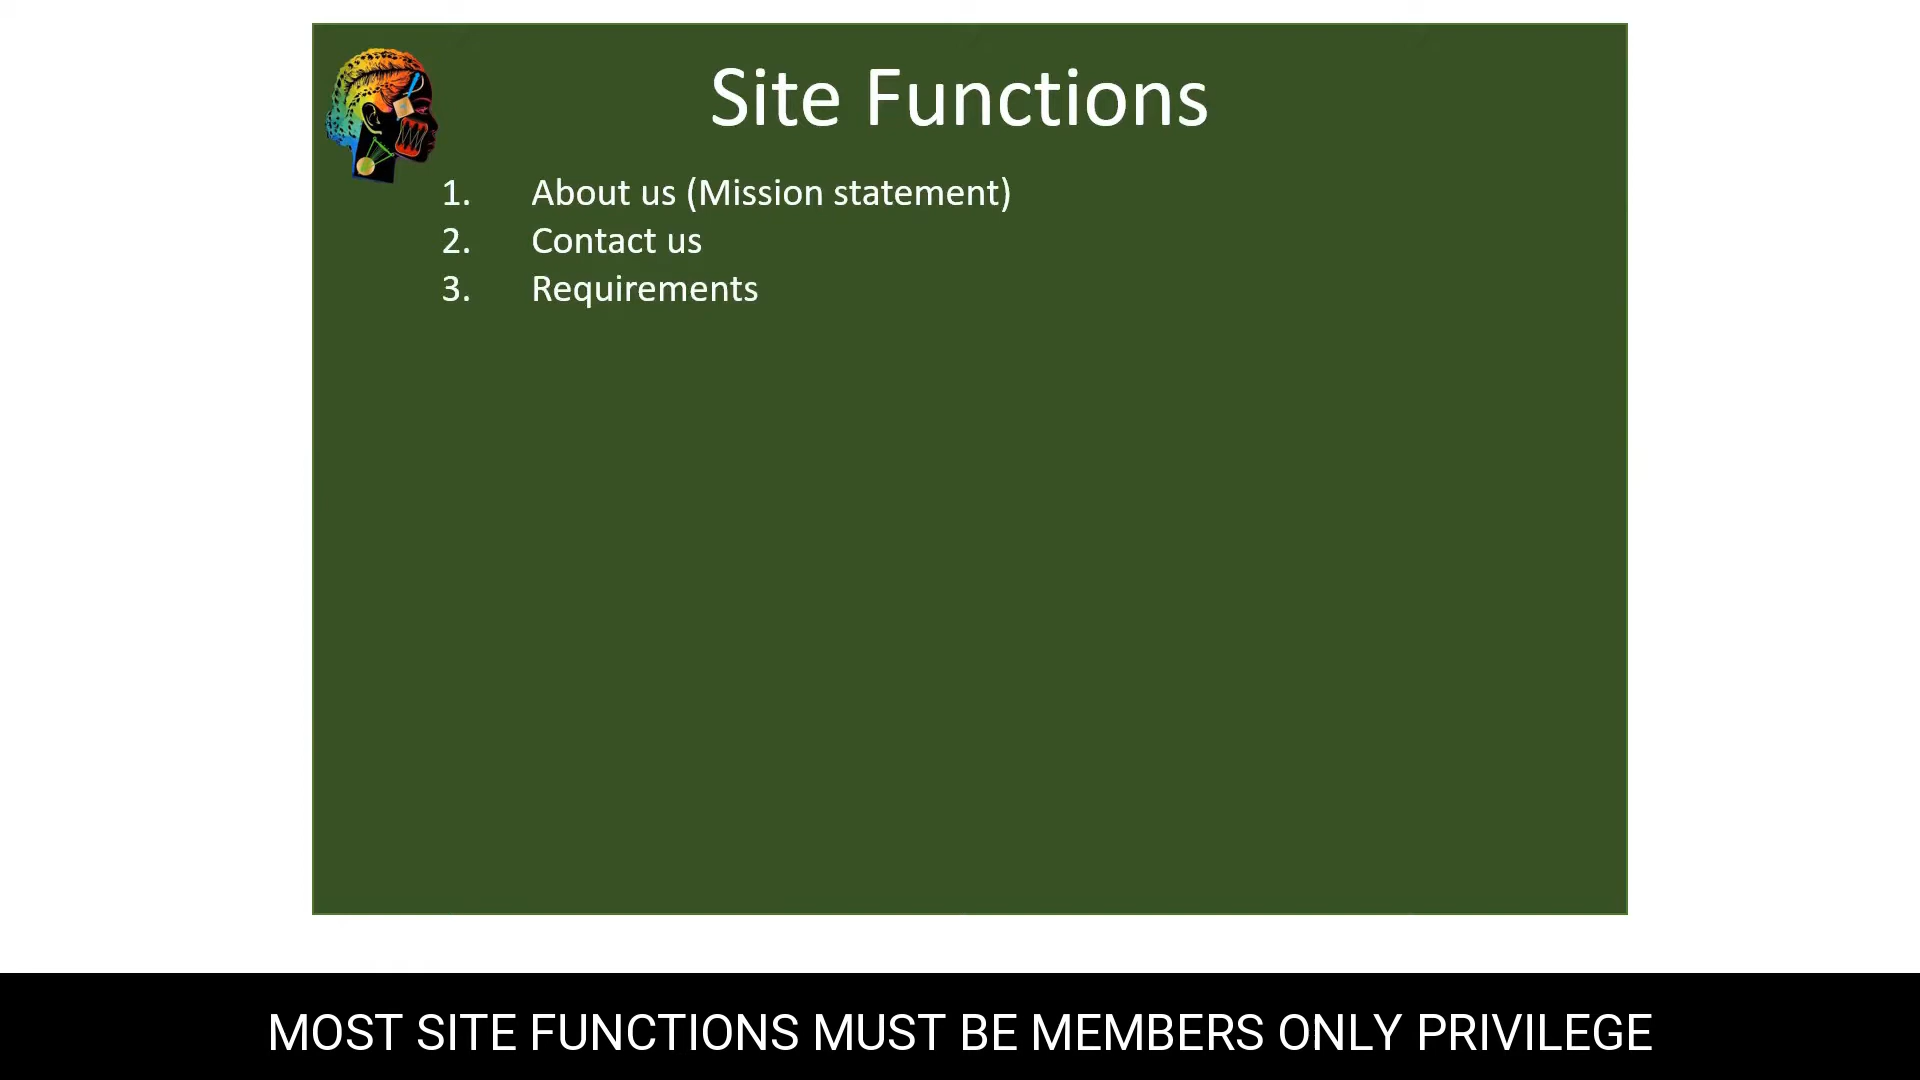 Site Functions
1. About us (Mission statement)
2. Contact us
3. Requirements
MOST SITE FUNCTIONS MUST BE MEMBERS ONLY PRIVILEGE